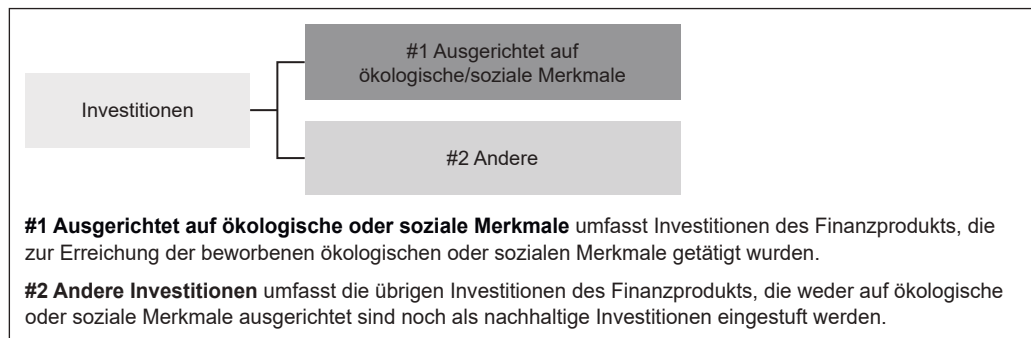 #1 Ausgerichtet auf
ökologische/soziale Merkmale
Investitionen
#2 Andere
#1 Ausgerichtet auf ökologische oder soziale Merkmale umfasst Investitionen des Finanzprodukts, die
zur Erreichung der beworbenen ökologischen oder sozialen Merkmale getätigt wurden.
#2 Andere Investitionen umfasst die übrigen Investitionen des Finanzprodukts, die weder auf ökologische
oder soziale Merkmale ausgerichtet sind noch als nachhaltige Investitionen eingestuft werden.